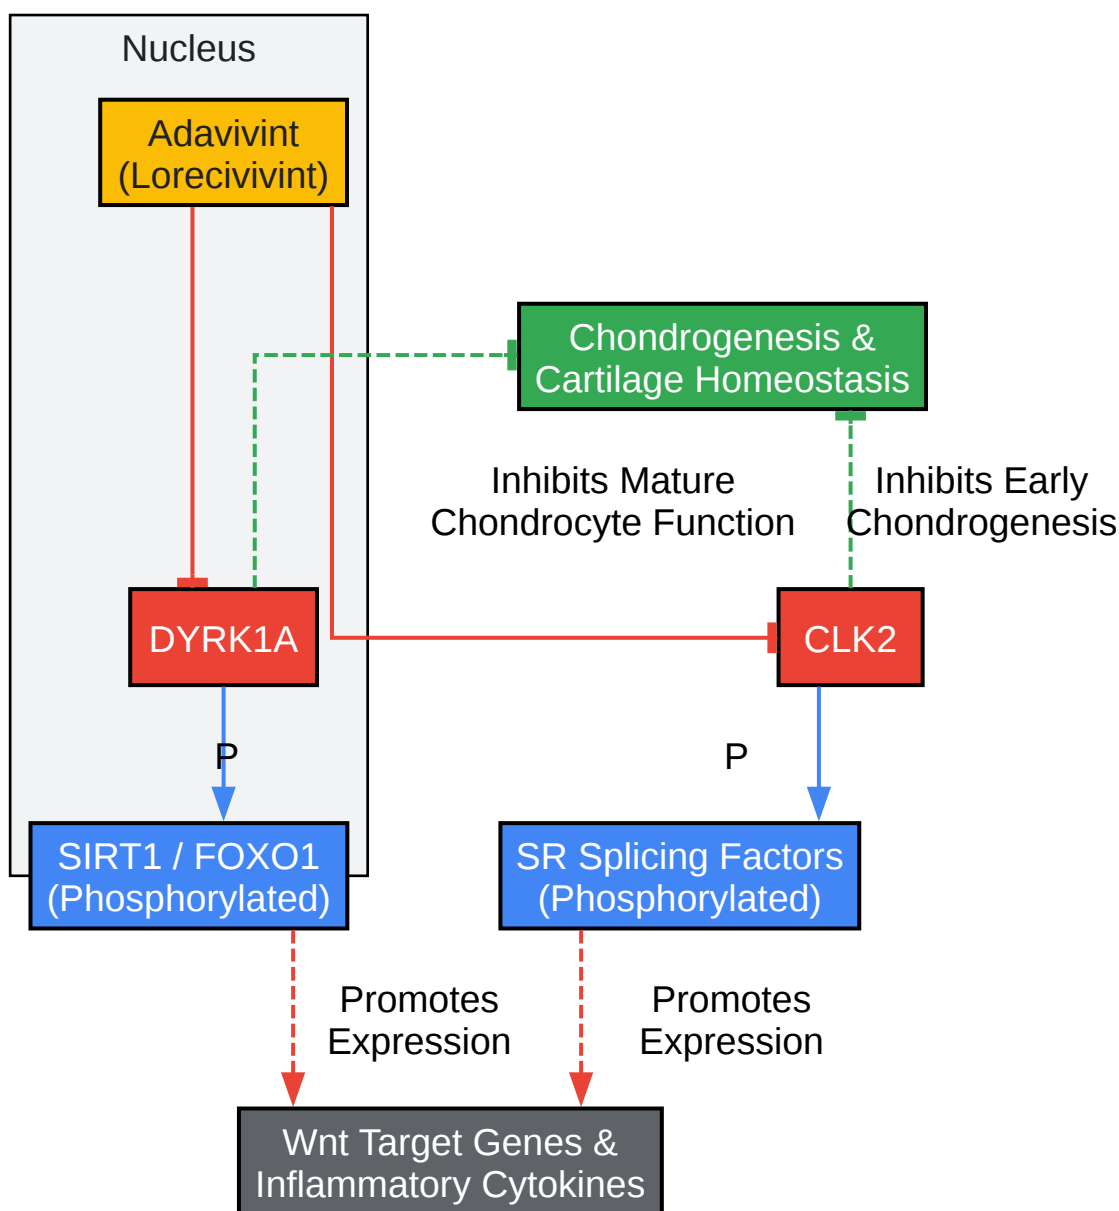 Nucleus
Adavivint
(Lorecivivint)
Chondrogenesis &
Cartilage Homeostasis
Inhibits Mature
Chondrocyte Function
Inhibits Early
Chondrogenesis
DYRK1A
CLK2
P
P
SIRT1 / FOXO1
(Phosphorylated)
SR Splicing Factors
(Phosphorylated)
Promotes
Expression
Promotes
Expression
Wnt Target Genes &
Inflammatory Cytokines